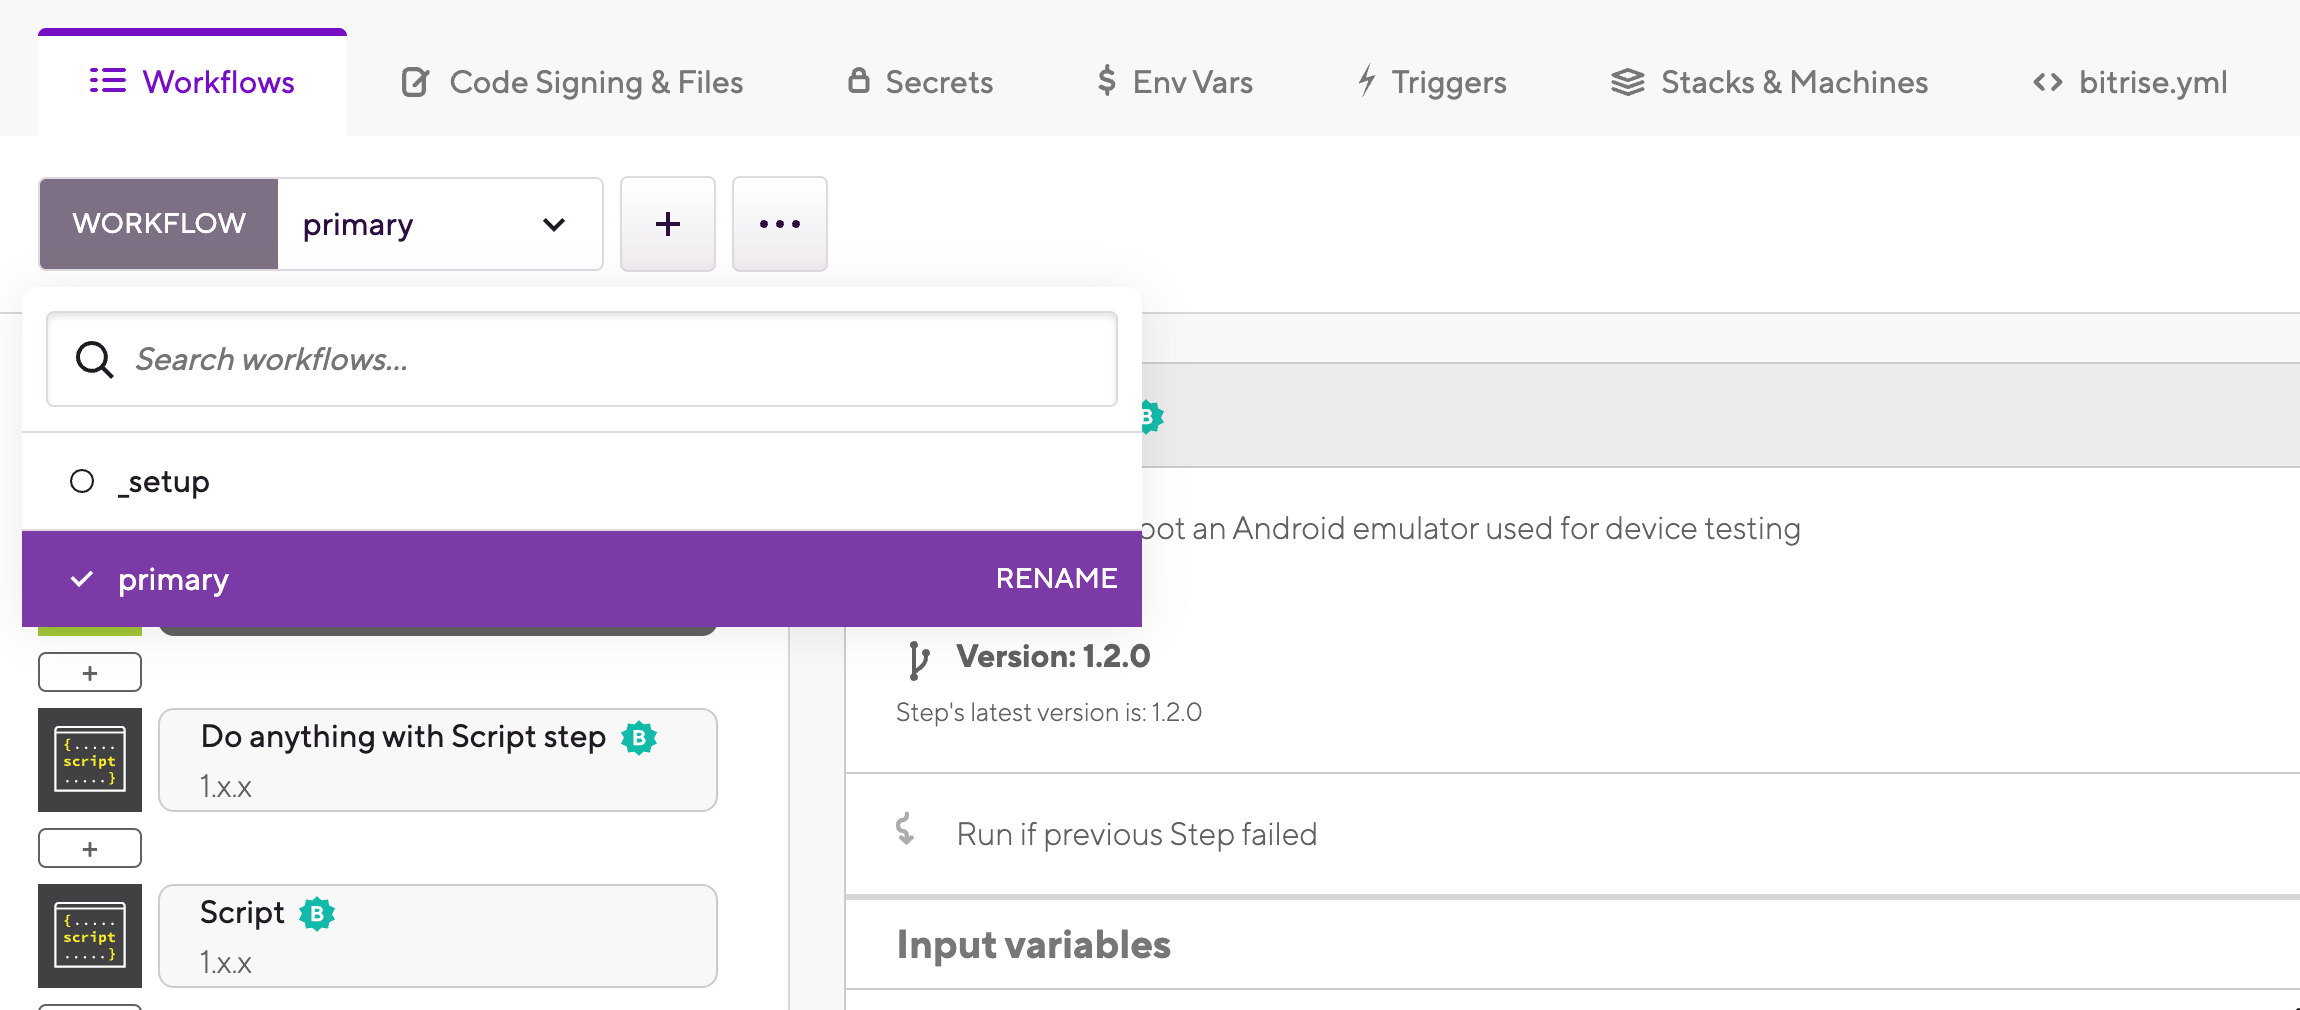 Workflows
Code Signing & Files
Secrets
Env Vars
Triggers
Stacks & Machines
bitrise.yml
WORKFLOW
primary
Search workflows...
B
_setup
oot an Android emulator used for device testing
primary
RENAME
Version: 1.2.0
Step's latest version is: 1.2.0
{.....
script
.....}
Do anything with Script step B
1.x.x
Run if previous Step failed
{.....
script
.....}
Script B
1.x.x
Input variables